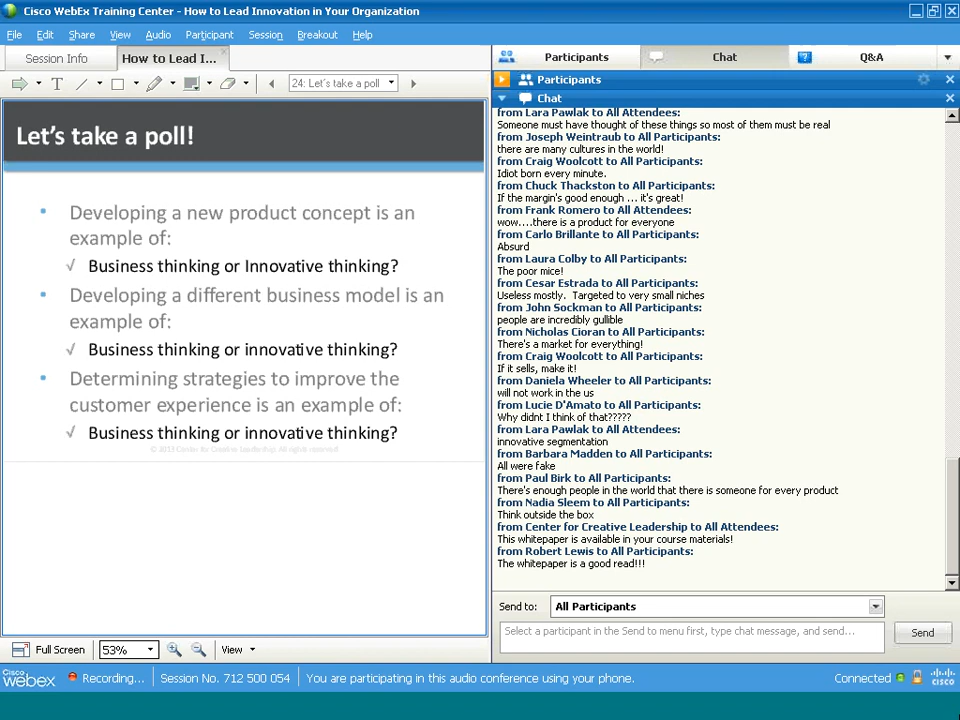 Cisco WebEx Training Center - How to Lead Innovation in Your Organization
File Edit Share View Audio Participant Session Breakout Help
Session Info How to Lead I...
Participants Chat Q&A
T 24: Let's take a poll
Participants
Chat
Let's take a poll!
• Developing a new product concept is an
example of:
√ Business thinking or Innovative thinking?
• Developing a different business model is an
example of:
√ Business thinking or innovative thinking?
• Determining strategies to improve the
customer experience is an example of:
√ Business thinking or innovative thinking?
© 2013 Center for Creative Leadership. All rights reserved.
from Lara Pawlak to All Attendees:
Someone must have thought of these things so most of them must be real
from Joseph Weintraub to All Participants:
there are many cultures in the world!
from Craig Woolcott to All Participants:
Idiot born every minute.
from Chuck Thackston to All Participants:
If the margin's good enough ... it's great!
from Frank Romero to All Attendees:
wow....there is a product for everyone
from Carlo Brillante to All Participants:
Absurd
from Laura Colby to All Participants:
The poor mice!
from Cesar Estrada to All Participants:
Useless mostly.  Targeted to very small niches
from John Sockman to All Participants:
people are incredibly gullible
from Nicholas Cioran to All Participants:
There's a market for everything!
from Craig Woolcott to All Participants:
If it sells, make it!
from Daniela Wheeler to All Participants:
will not work in the us
from Lucie D'Amato to All Participants:
Why didnt I think of that?????
from Lara Pawlak to All Attendees:
innovative segmentation
from Barbara Madden to All Participants:
All were fake
from Paul Birk to All Participants:
There's enough people in the world that there is someone for every product
from Nadia Sleem to All Participants:
Think outside the box
from Center for Creative Leadership to All Attendees:
This whitepaper is available in your course materials!
from Robert Lewis to All Participants:
The whitepaper is a good read!!!
Send to: All Participants
Select a participant in the Send to menu first, type chat message, and send...
Send
Full Screen 53% View
Cisco webex Recording... Session No. 712 500 054 You are participating in this audio conference using your phone. Connected cisco